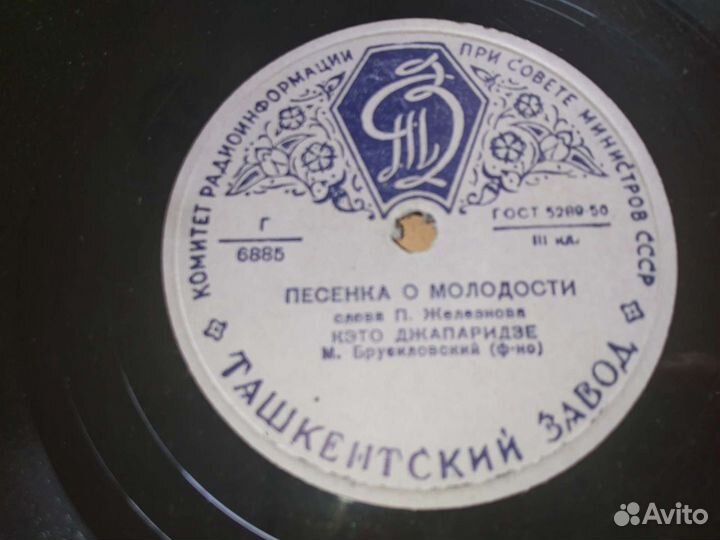 КОМИТЕТ РАДИОИНФОРМАЦИИ ПРИ СОВЕТЕ МИНИСТРОВ СССР
Г
6885
ГОСТ 5289-50
III кл.
ПЕСЕНКА О МОЛОДОСТИ
слова П. Железнова
КЭТО ДЖАПАРИДЗЕ
М. Брусиловский (ф-но)
ТАШКЕНТСКИЙ ЗАВОД
Avito